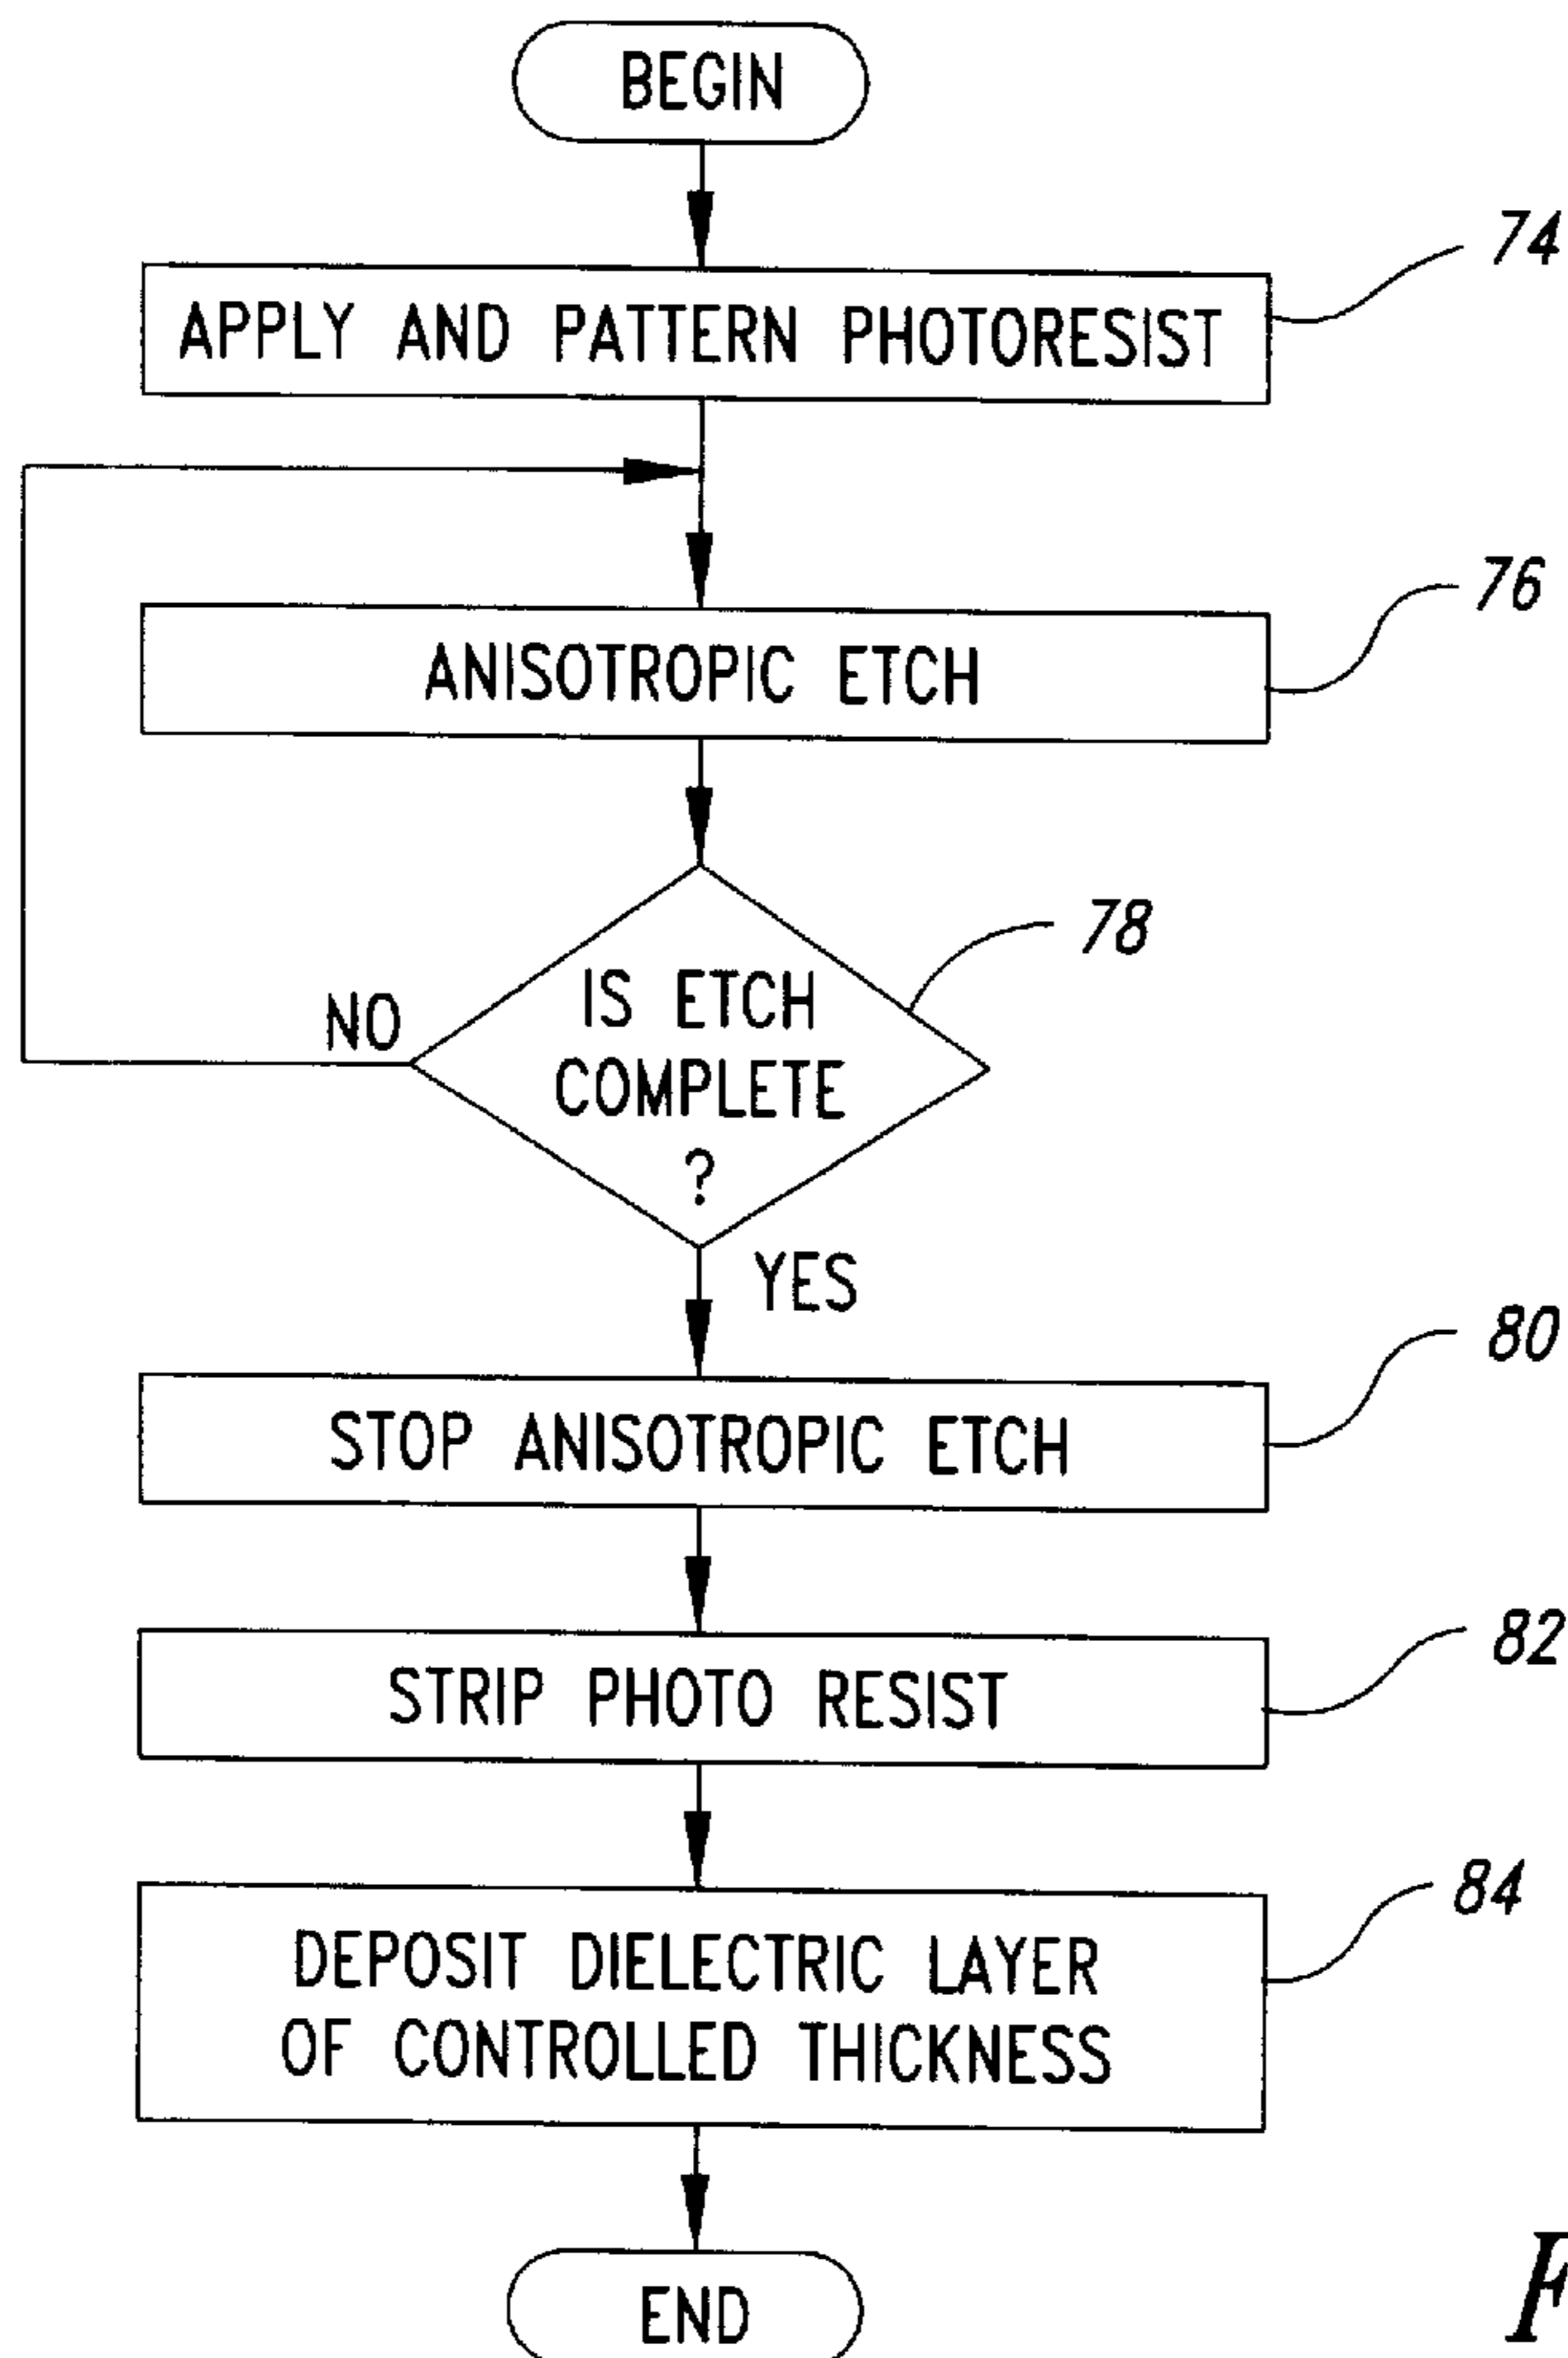 BEGIN
74
APPLY AND PATTERN PHOTORESIST
76
ANISOTROPIC ETCH
78
NO
IS ETCH
COMPLETE
?
YES
80
STOP ANISOTROPIC ETCH
82
STRIP PHOTO RESIST
84
DEPOSIT DIELECTRIC LAYER
OF CONTROLLED THICKNESS
END